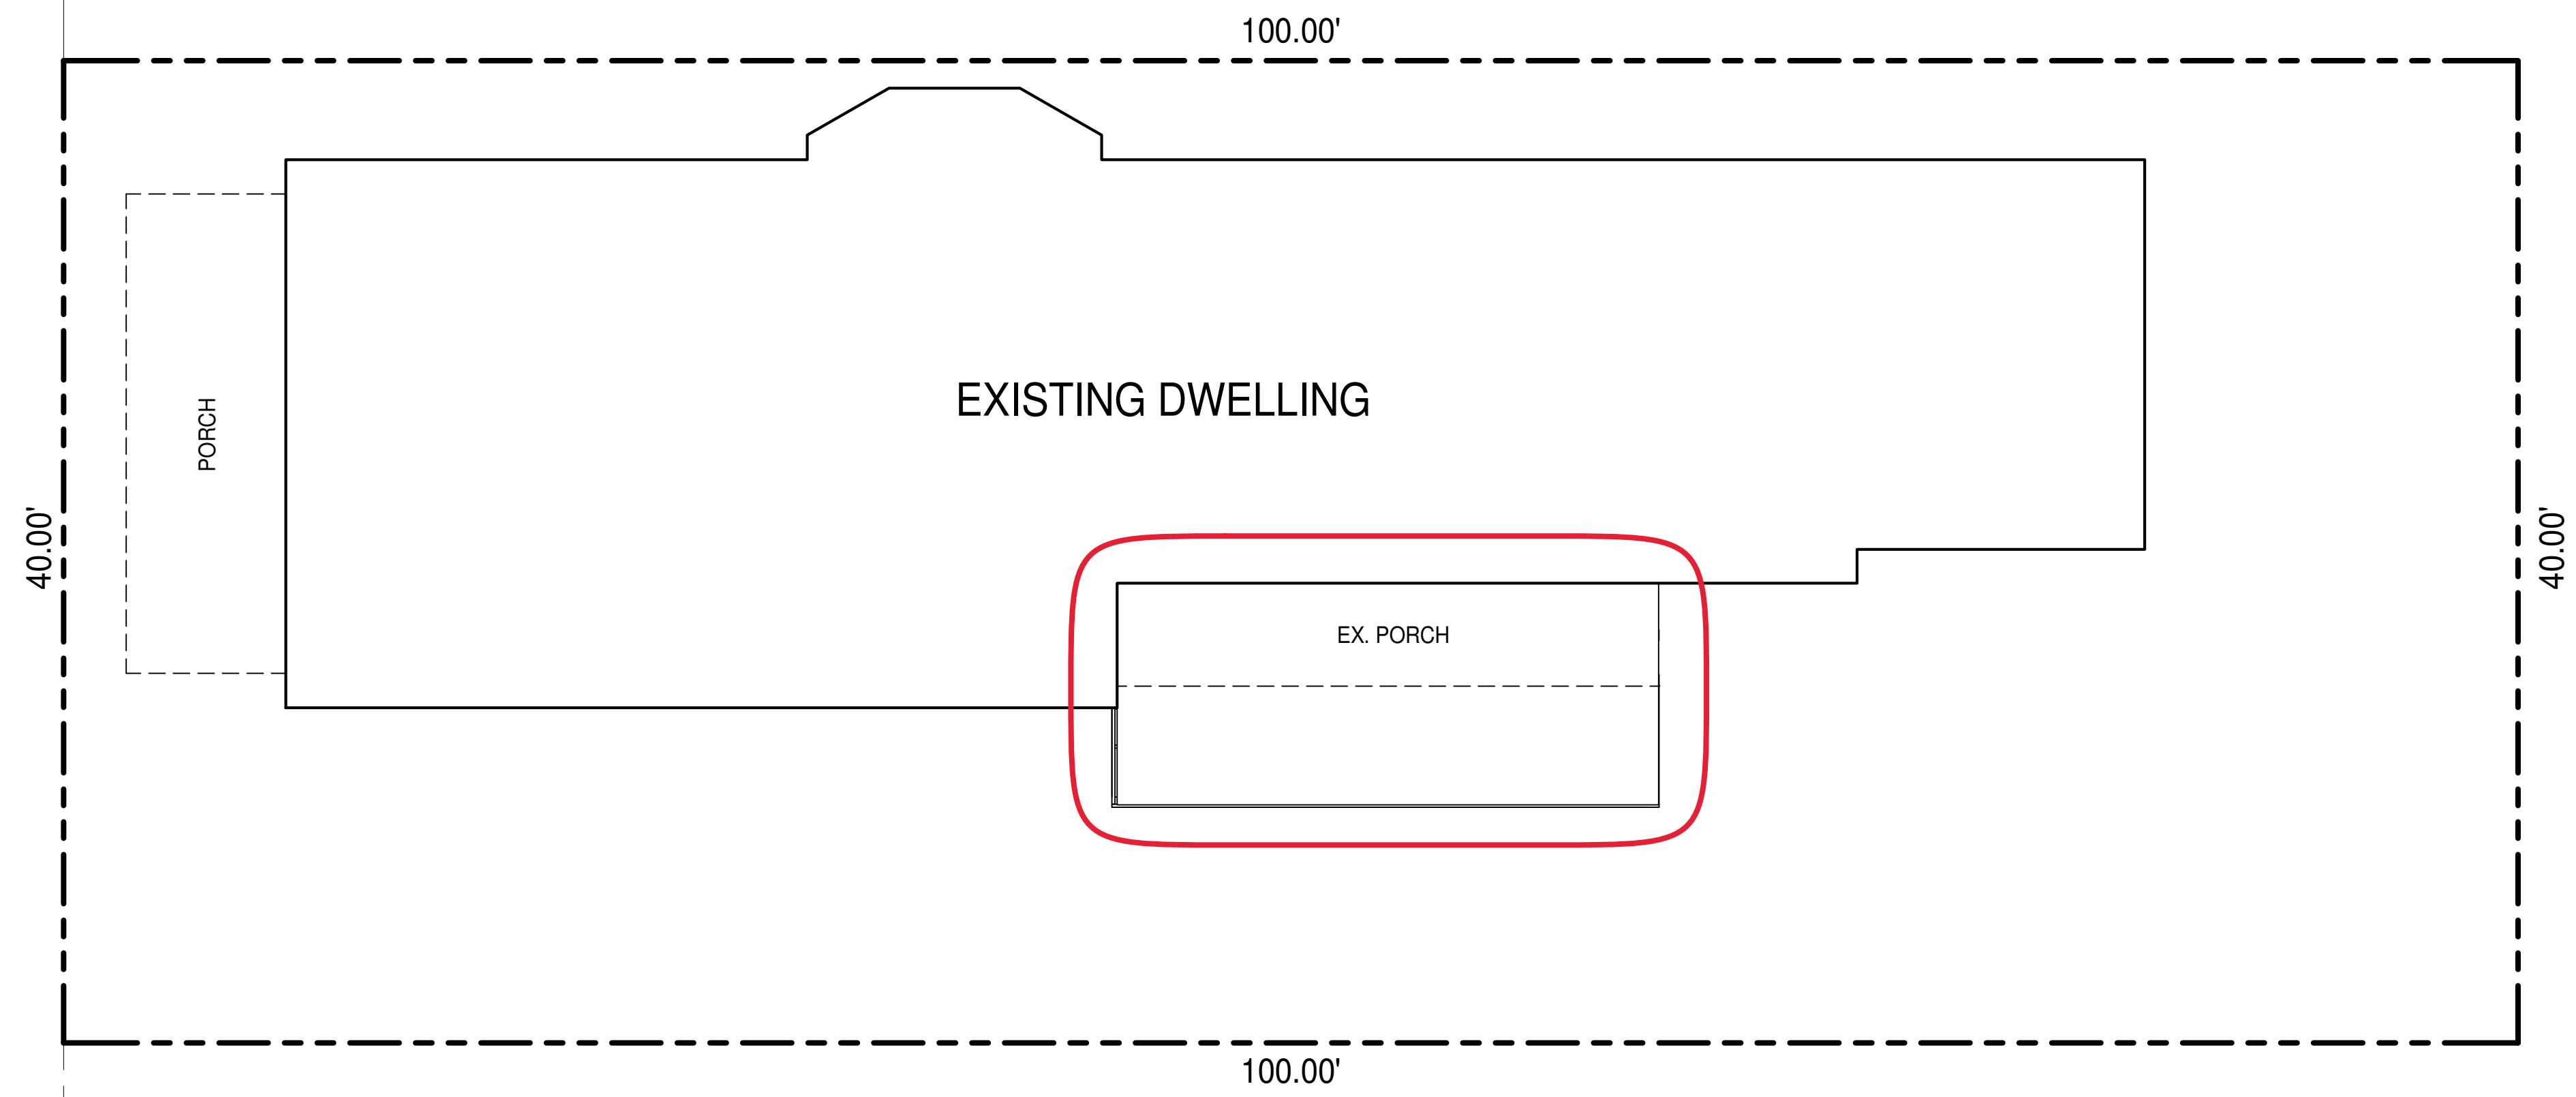 100.00'
EXISTING DWELLING
PORCH
40.00'
40.00'
EX. PORCH
100.00'